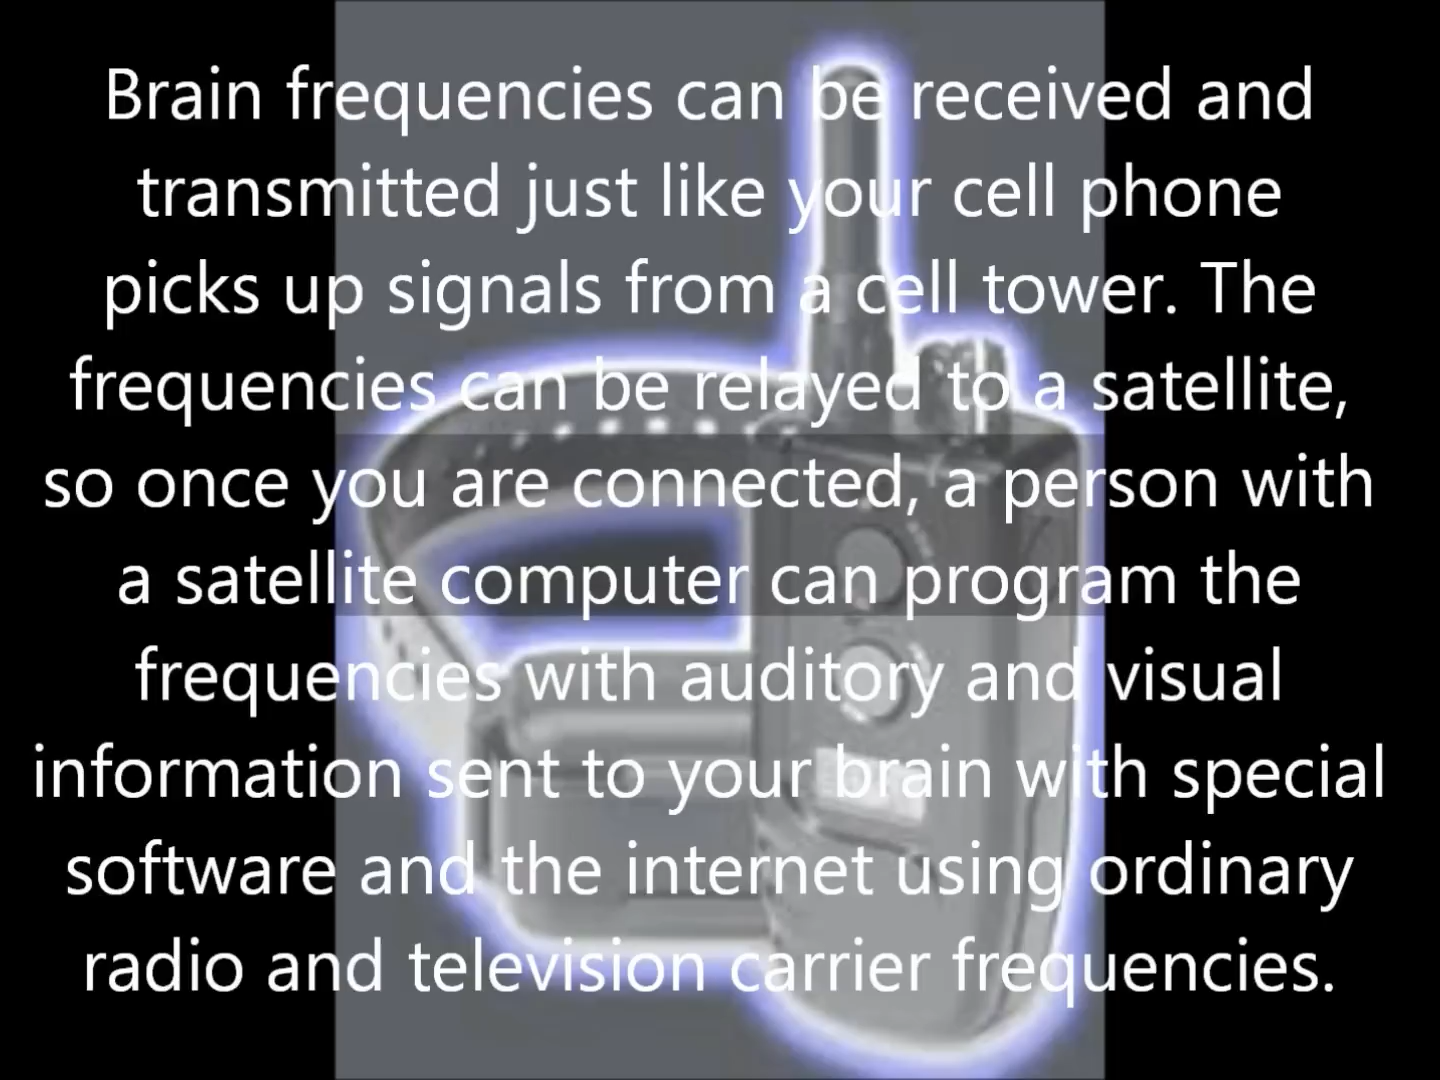 Brain frequencies can be received and
transmitted just like your cell phone
picks up signals from a cell tower. The
frequencies can be relayed to a satellite,
so once you are connected, a person with
a satellite computer can program the
frequencies with auditory and visual
information sent to your brain with special
software and the internet using ordinary
radio and television carrier frequencies.